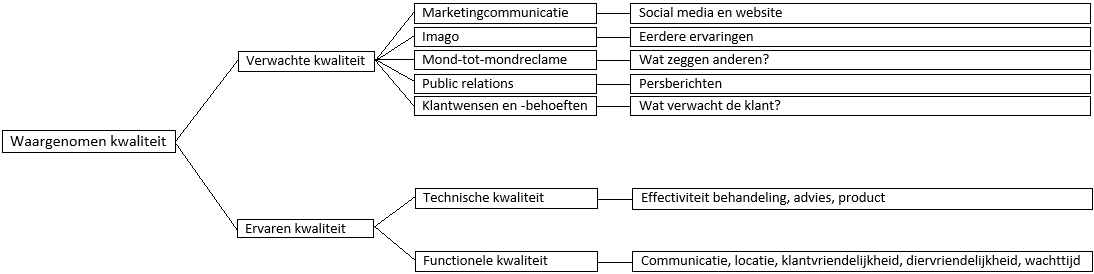 Marketingcommunicatie
Social media en website
Imago
Eerdere ervaringen
Verwachte kwaliteit
Mond-tot-mondreclame
Wat zeggen anderen?
Public relations
Persberichten
Klantwensen en -behoeften
Wat verwacht de klant?
Waargenomen kwaliteit
Technische kwaliteit
Effectiviteit behandeling, advies, product
Ervaren kwaliteit
Functionele kwaliteit
Communicatie, locatie, klantvriendelijkheid, diervriendelijkheid, wachttijd